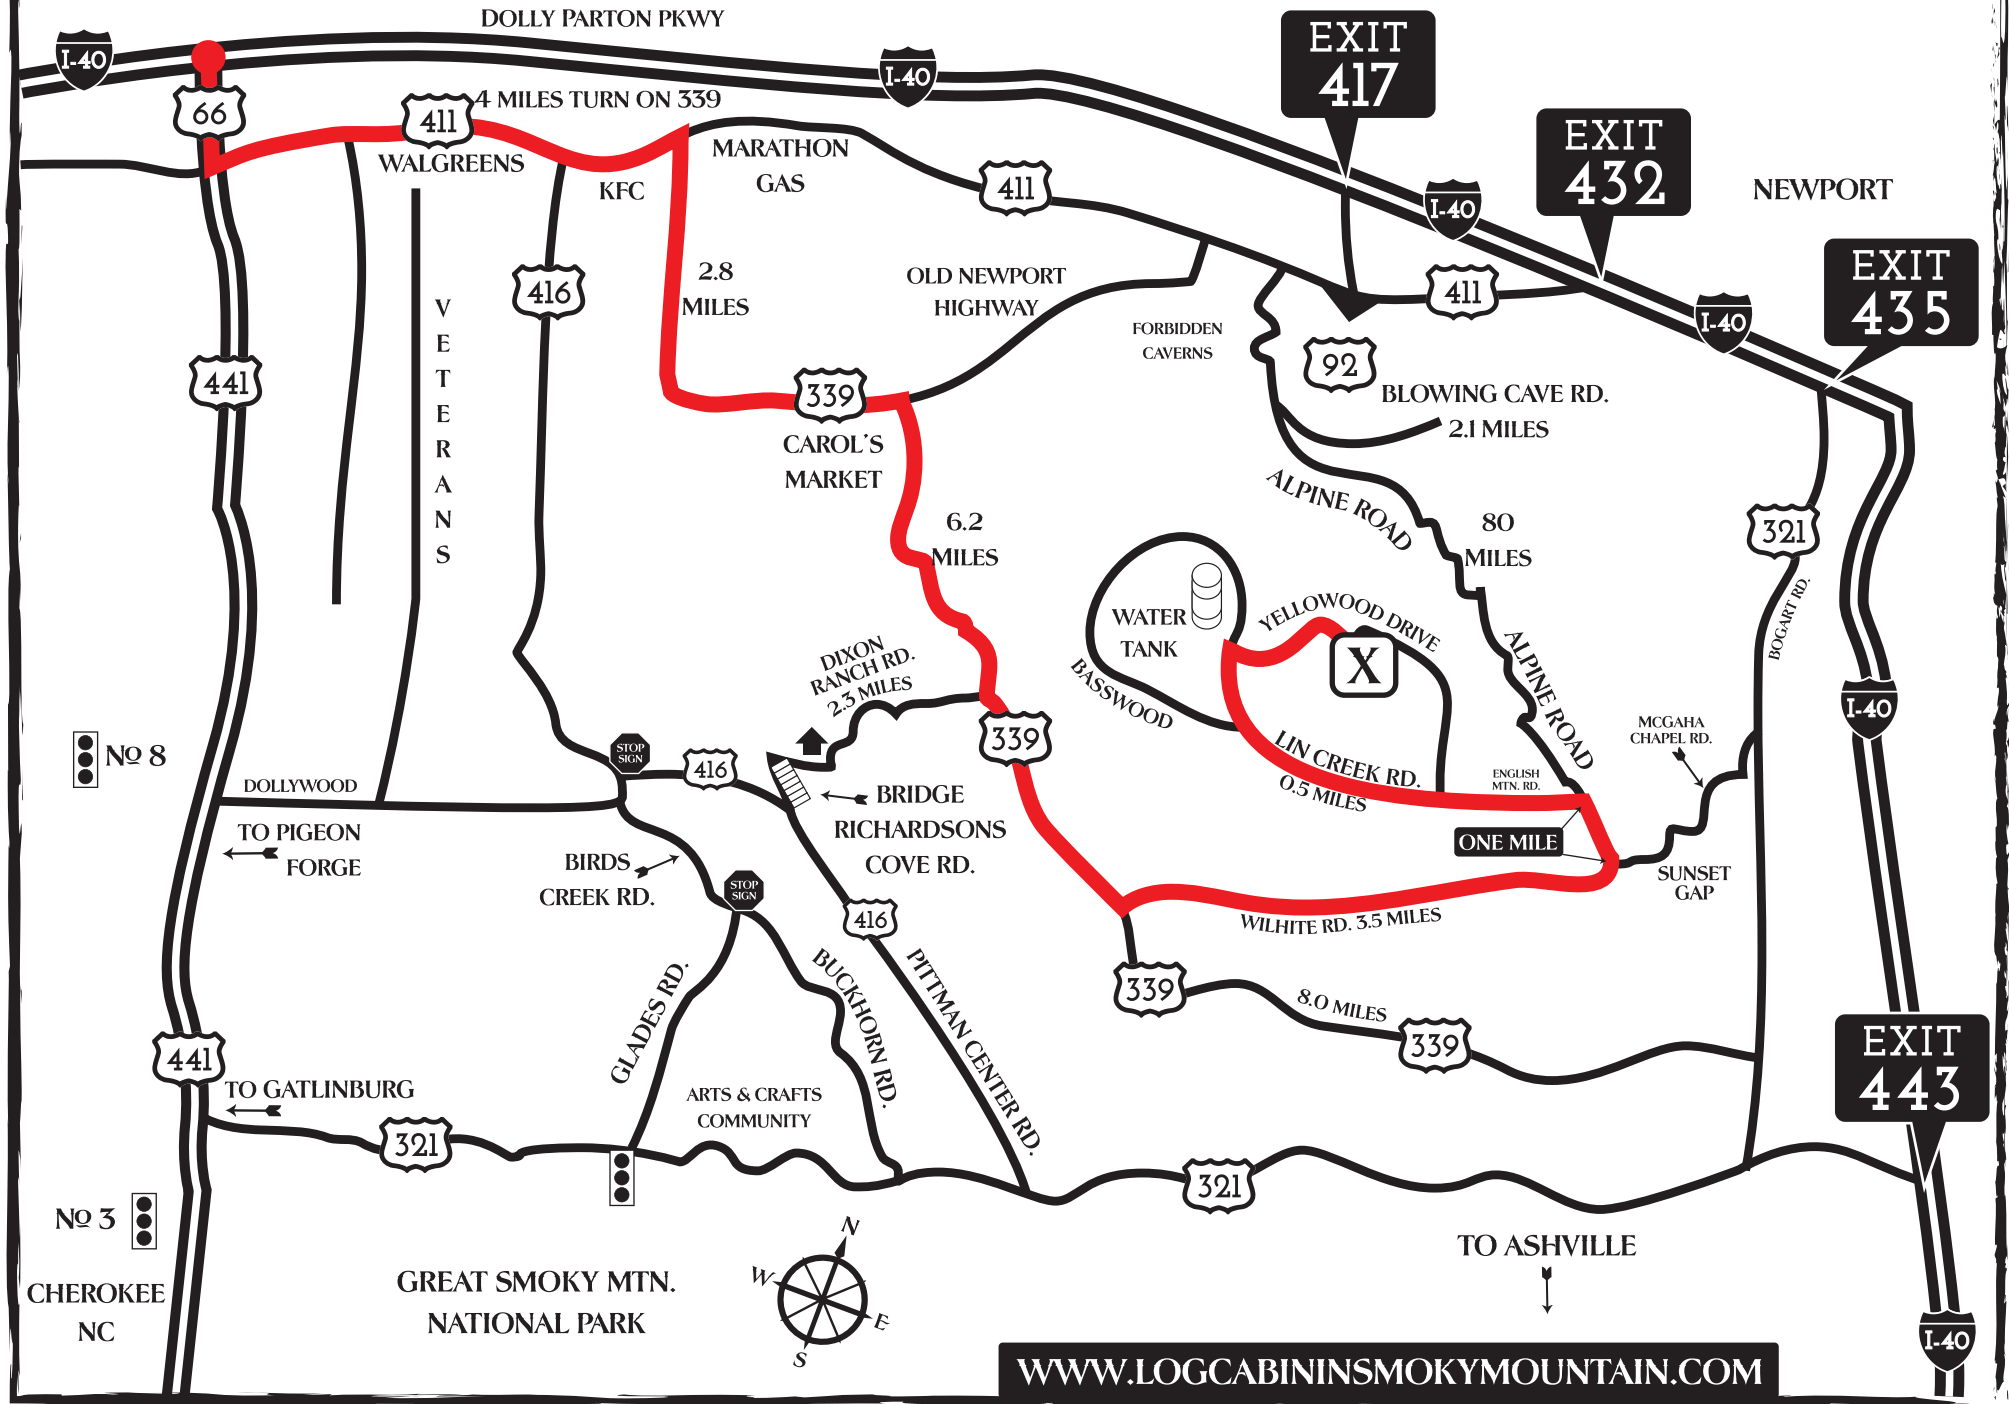 DOLLY PARTON PKWY
I-40
I-40
EXIT
417
66
411
4 MILES TURN ON 339
WALGREENS
KFC
MARATHON
GAS
411
EXIT
432
I-40
NEWPORT
EXIT
435
I-40
411
416
2.8
MILES
OLD NEWPORT
HIGHWAY
FORBIDDEN
CAVERNS
92
BLOWING CAVE RD.
2.1 MILES
VETERANS
441
339
CAROL'S
MARKET
ALPINE ROAD
80
MILES
321
BOGART RD.
6.2
MILES
WATER
TANK
BASSWOOD
YELLOWOOD DRIVE
X
ALPINE ROAD
DIXON
RANCH RD.
2.3 MILES
339
LIN CREEK RD.
0.5 MILES
ENGLISH
MTN. RD.
MCGAHA
CHAPEL RD.
I-40
No 8
STOP
SIGN
416
DOLLYWOOD
TO PIGEON
FORGE
BRIDGE
RICHARDSONS
COVE RD.
ONE MILE
SUNSET
GAP
BIRDS
CREEK RD.
STOP
SIGN
416
WILHITE RD. 3.5 MILES
GLADES RD.
BUCKHORN RD.
PITTMAN CENTER RD.
339
8.0 MILES
339
EXIT
443
441
TO GATLINBURG
ARTS & CRAFTS
COMMUNITY
321
321
No 3
CHEROKEE
NC
GREAT SMOKY MTN.
NATIONAL PARK
N
W
E
S
TO ASHVILLE
I-40
WWW.LOGCABININSMOKYMOUNTAIN.COM